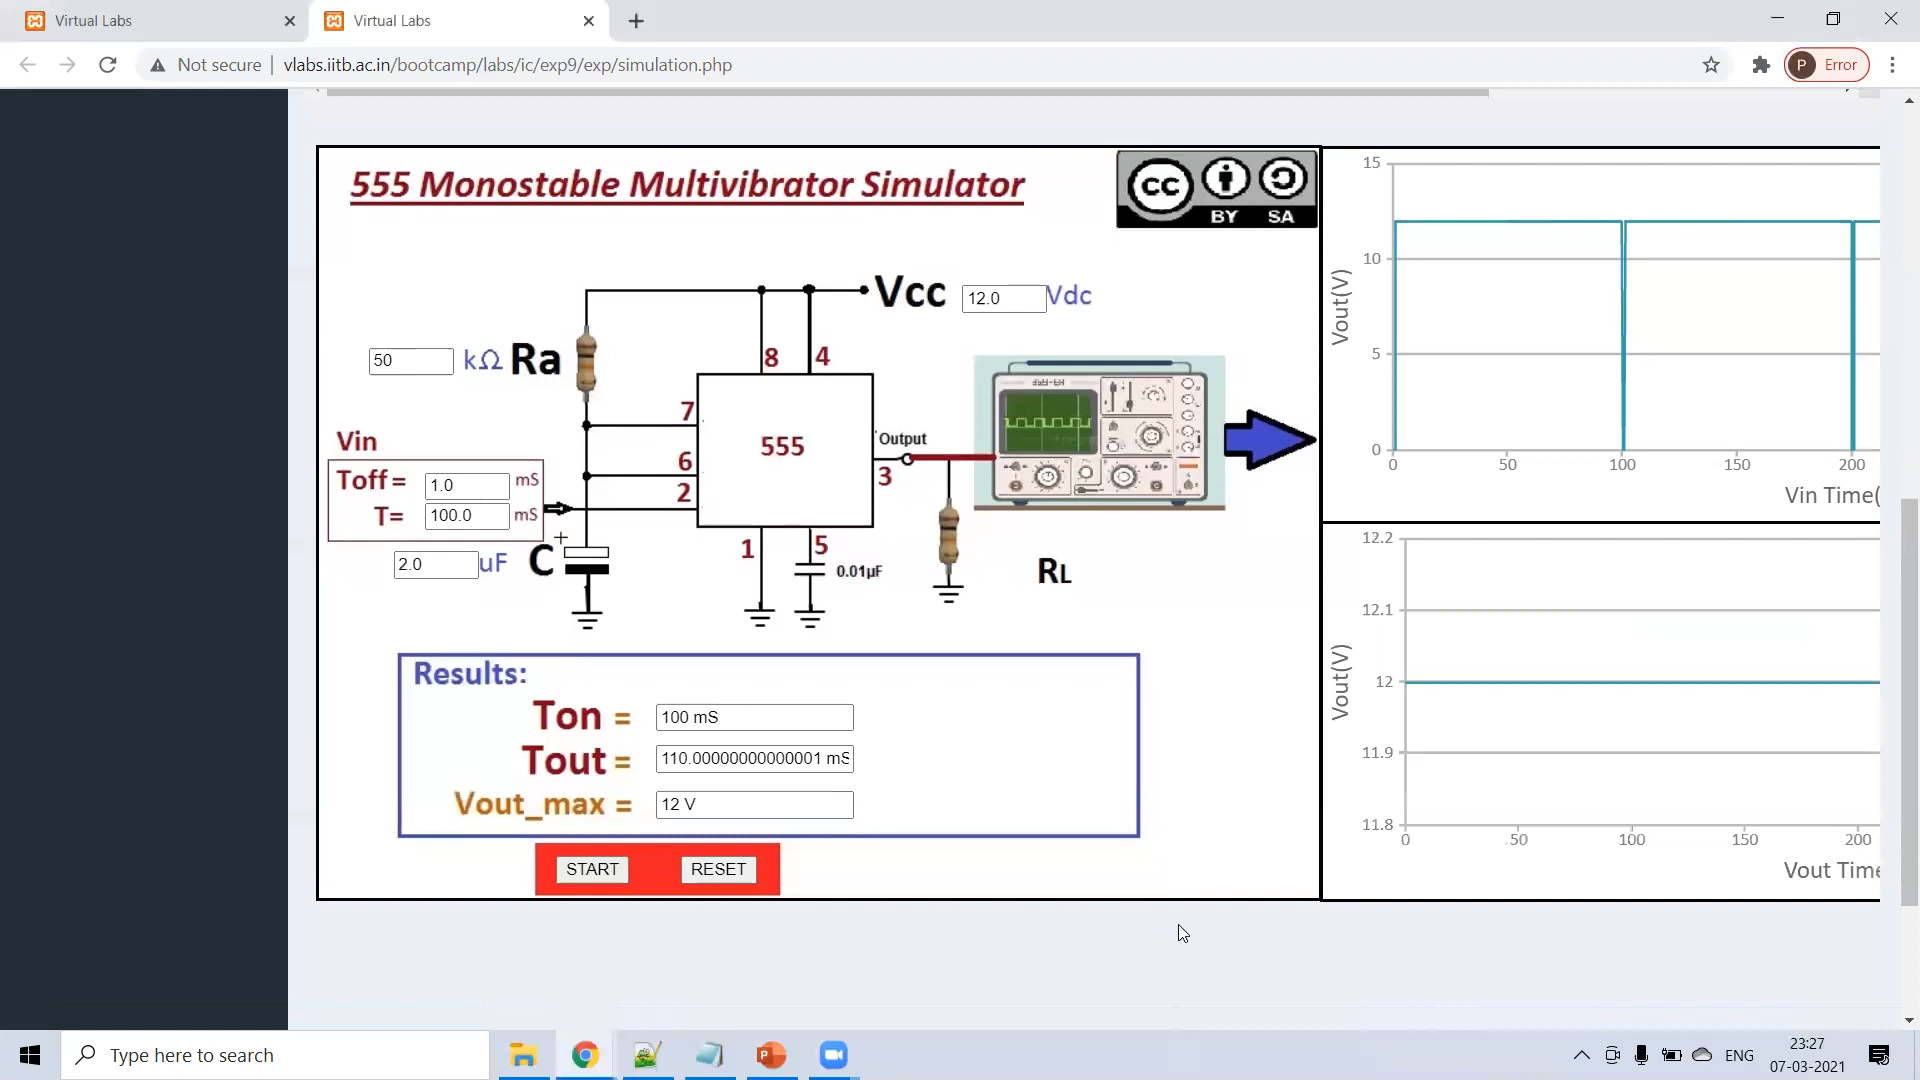 Virtual Labs
Virtual Labs
Not secure
vlabs.iitb.ac.in/bootcamp/labs/ic/exp9/exp/simulation.php
P Error
555 Monostable Multivibrator Simulator
cc
BY SA
Vcc 12.0 Vdc
50 kΩ Ra
8 4
7
Vin
555
Output
Toff= 1.0 mS
6
3
2
T= 100.0 mS
+
2.0 uF C
1 5
0.01µF
RL
Results:
Ton = 100 mS
Tout = 110.00000000000001 mS
Vout_max = 12 V
START RESET
15
10
5
0
Vout(V)
0 50 100 150 200
Vin Time(
12.2
12.1
12
11.9
11.8
Vout(V)
0 50 100 150 200
Vout Time
Type here to search
ENG
23:27
07-03-2021